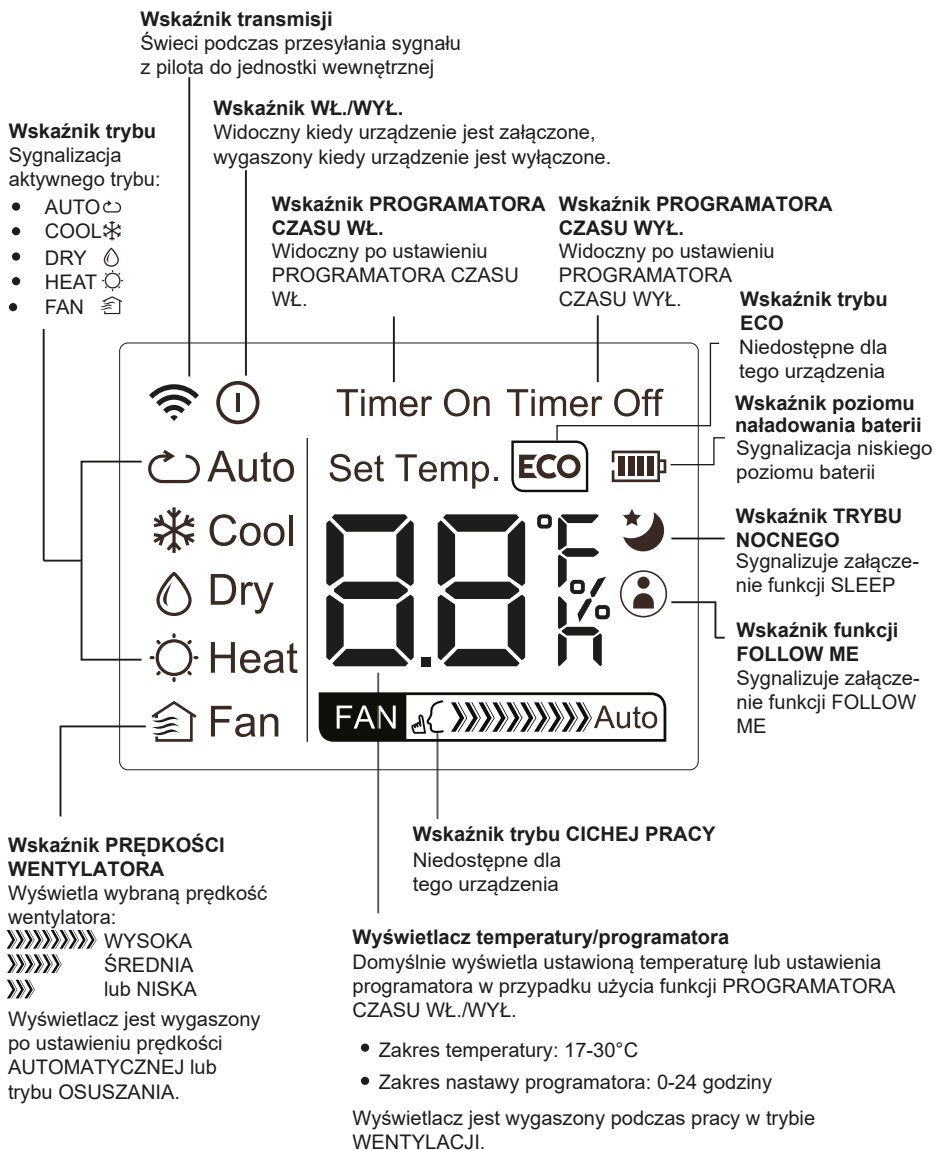 Wskaźnik transmisji
Świeci podczas przesyłania sygnału
z pilota do jednostki wewnętrznej
Wskaźnik WŁ./WYŁ.
Widoczny kiedy urządzenie jest załączone,
wygaszony kiedy urządzenie jest wyłączone.
Wskaźnik trybu
Sygnalizacja
aktywnego trybu:
• AUTO
• COOL
• DRY
• HEAT
• FAN
Wskaźnik PROGRAMATORA
CZASU WŁ.
Widoczny po ustawieniu
PROGRAMATORA CZASU
WŁ.
Wskaźnik PROGRAMATORA
CZASU WYŁ.
Widoczny po ustawieniu
PROGRAMATORA
CZASU WYŁ.
Wskaźnik trybu
ECO
Niedostępne dla
tego urządzenia
Wskaźnik poziomu
naładowania baterii
Sygnalizacja niskiego
poziomu baterii
Wskaźnik TRYBU
NOCNEGO
Sygnalizuje załącze-
nie funkcji SLEEP
Wskaźnik funkcji
FOLLOW ME
Sygnalizuje załącze-
nie funkcji FOLLOW
ME
Timer On Timer Off
Auto
Set Temp. ECO
Cool
Dry
Heat
Fan
8.8 °F % h
FAN Auto
Wskaźnik PRĘDKOŚCI
WENTYLATORA
Wyświetla wybraną prędkość
wentylatora:
WYSOKA
ŚREDNIA
lub NISKA
Wyświetlacz jest wygaszony
po ustawieniu prędkości
AUTOMATYCZNEJ lub
trybu OSUSZANIA.
Wskaźnik trybu CICHEJ PRACY
Niedostępne dla
tego urządzenia
Wyświetlacz temperatury/programatora
Domyślnie wyświetla ustawioną temperaturę lub ustawienia
programatora w przypadku użycia funkcji PROGRAMATORA
CZASU WŁ./WYŁ.
• Zakres temperatury: 17-30°C
• Zakres nastawy programatora: 0-24 godziny
Wyświetlacz jest wygaszony podczas pracy w trybie
WENTYLACJI.